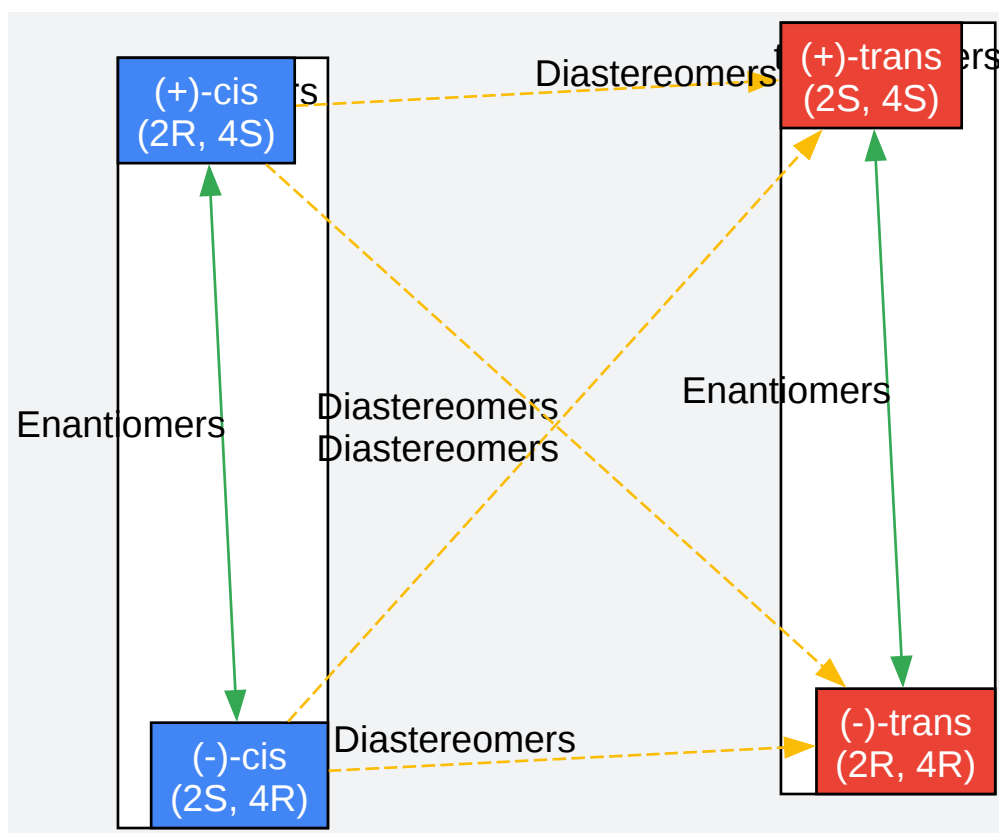 (+)-cis
(2R, 4S)
Diastereomers
(+)-trans
(2S, 4S)
Enantiomers
Diastereomers
Diastereomers
Enantiomers
(-)-cis
(2S, 4R)
Diastereomers
(-)-trans
(2R, 4R)